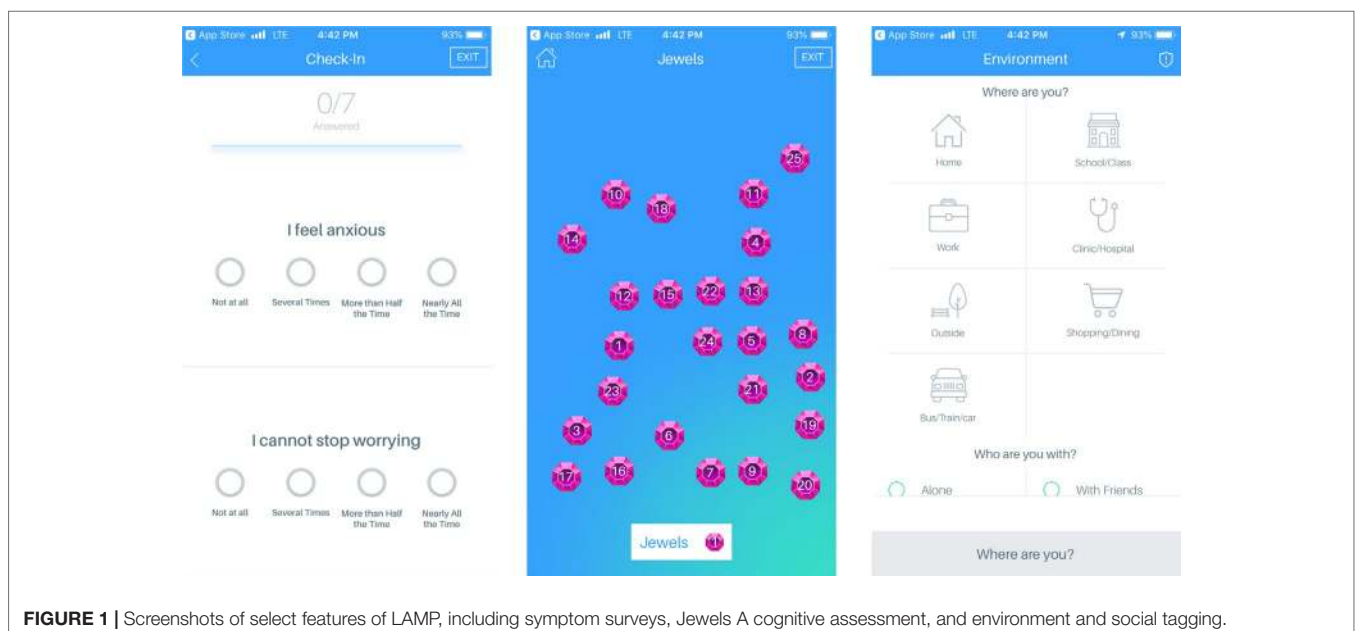 App Store LTE 4:42 PM 93%
Check-In EXIT
0/7
Answered
I feel anxious
Not at all Several Times More than Half the Time Nearly All the Time
I cannot stop worrying
Not at all Several Times More than Half the Time Nearly All the Time
App Store LTE 4:42 PM 93%
Jewels EXIT
25
10 11
18
14 4
12 15 22 13
1 24 5 8
23 21 2
3 6 19
17 16 7 9 20
Jewels 1
App Store LTE 4:42 PM 93%
Environment
Where are you?
Home School/Class
Work Clinic/Hospital
Outside Shopping/Dining
Bus/Train/car
Who are you with?
Alone With Friends
Where are you?
FIGURE 1 | Screenshots of select features of LAMP, including symptom surveys, Jewels A cognitive assessment, and environment and social tagging.